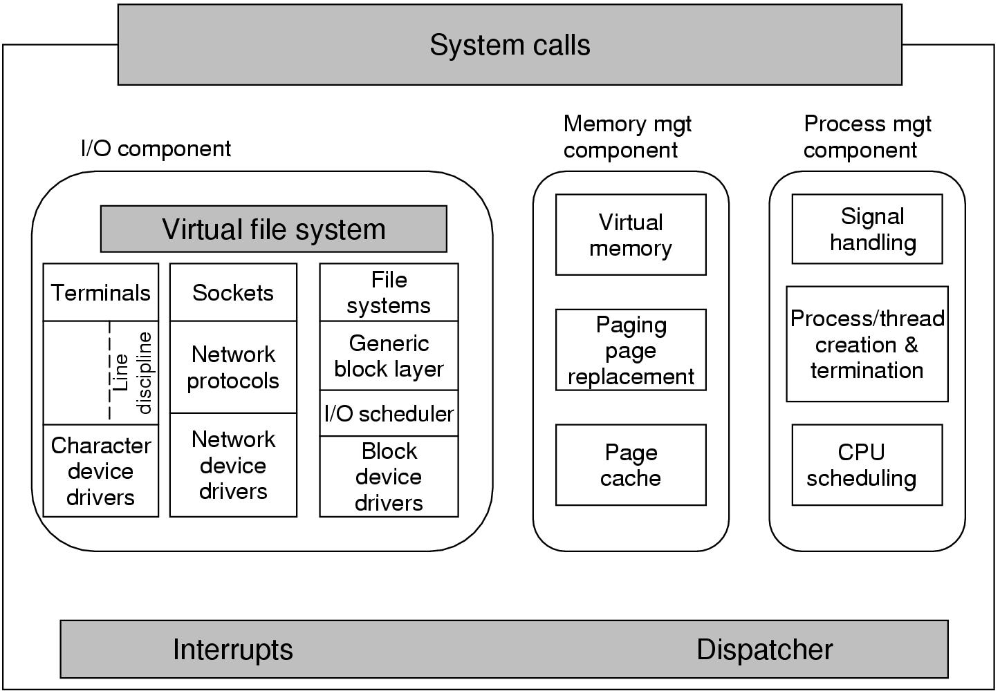 System calls
I/O component
Memory mgt
component
Process mgt
component
Virtual file system
Terminals
Line
discipline
Character
device
drivers
Sockets
Network
protocols
Network
device
drivers
File
systems
Generic
block layer
I/O scheduler
Block
device
drivers
Virtual
memory
Paging
page
replacement
Page
cache
Signal
handling
Process/thread
creation &
termination
CPU
scheduling
Interrupts
Dispatcher